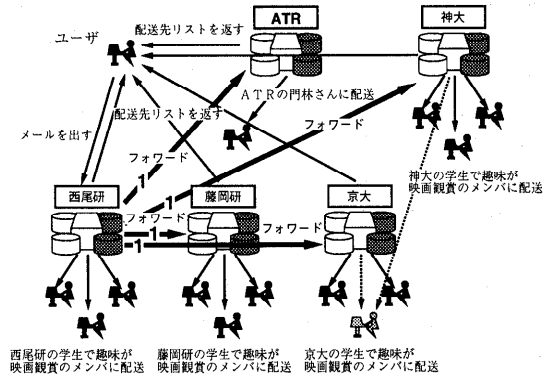 ユーザ
配送先リストを返す
ATR
神大
ATRの門林さんに配送
配送先リストを返す
メールを出す
フォワード
フォワード
1
1
神大の学生で趣味が
映画観賞のメンバに配送
西尾研
藤岡研
京大
フォワード
1
フォワード
1
西尾研の学生で趣味が
映画観賞のメンバに配送
藤岡研の学生で趣味が
映画観賞のメンバに配送
京大の学生で趣味が
映画観賞のメンバに配送